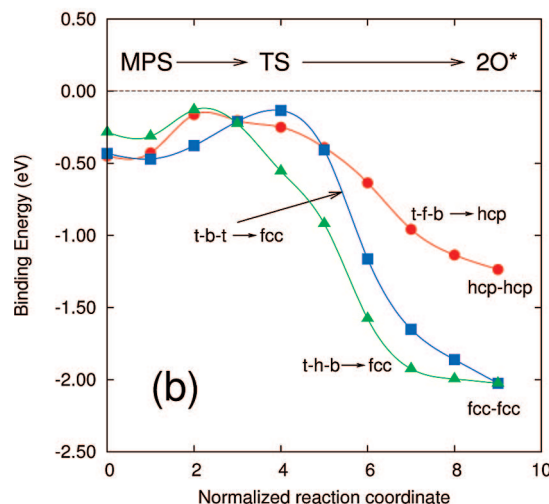 0.50
MPS → TS → 2O*
0.00
-0.50
-1.00
-1.50
-2.00
-2.50
Binding Energy (eV)
t-f-b → hcp
t-b-t → fcc
hcp-hcp
t-h-b → fcc
fcc-fcc
(b)
0 2 4 6 8 10
Normalized reaction coordinate